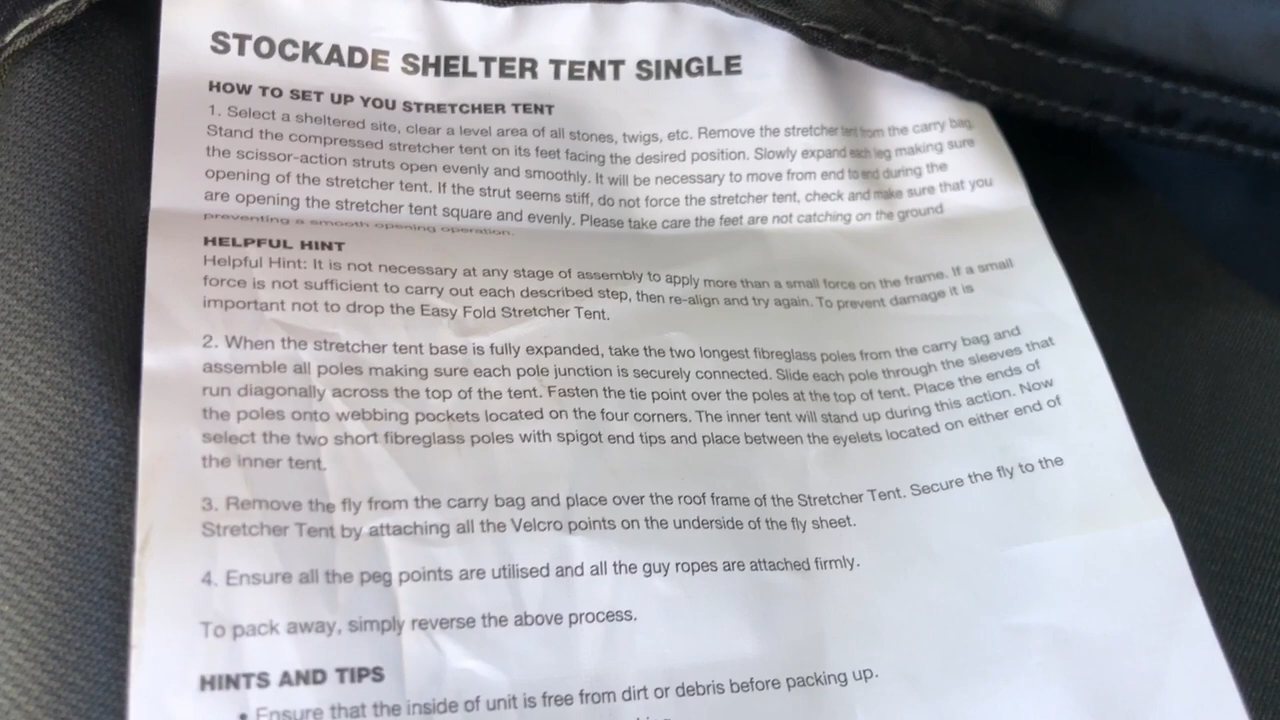 STOCKADE SHELTER TENT SINGLE
HOW TO SET UP YOU STRETCHER TENT
1. Select a sheltered site, clear a level area of all stones, twigs, etc. Remove the stretcher tent from the carry bag.
Stand the compressed stretcher tent on its feet facing the desired position. Slowly expand each leg making sure
the scissor-action struts open evenly and smoothly. It will be necessary to move from end to end during the
opening of the stretcher tent. If the strut seems stiff, do not force the stretcher tent, check and make sure that you
are opening the stretcher tent square and evenly. Please take care the feet are not catching on the ground
preventing a smooth opening operation.
HELPFUL HINT
Helpful Hint: It is not necessary at any stage of assembly to apply more than a small force on the frame. If a small
force is not sufficient to carry out each described step, then re-align and try again. To prevent damage it is
important not to drop the Easy Fold Stretcher Tent.
2. When the stretcher tent base is fully expanded, take the two longest fibreglass poles from the carry bag and
assemble all poles making sure each pole junction is securely connected. Slide each pole through the sleeves that
run diagonally across the top of the tent. Fasten the tie point over the poles at the top of tent. Place the ends of
the poles onto webbing pockets located on the four corners. The inner tent will stand up during this action. Now
select the two short fibreglass poles with spigot end tips and place between the eyelets located on either end of
the inner tent.
3. Remove the fly from the carry bag and place over the roof frame of the Stretcher Tent. Secure the fly to the
Stretcher Tent by attaching all the Velcro points on the underside of the fly sheet.
4. Ensure all the peg points are utilised and all the guy ropes are attached firmly.
To pack away, simply reverse the above process.
HINTS AND TIPS
• Ensure that the inside of unit is free from dirt or debris before packing up.